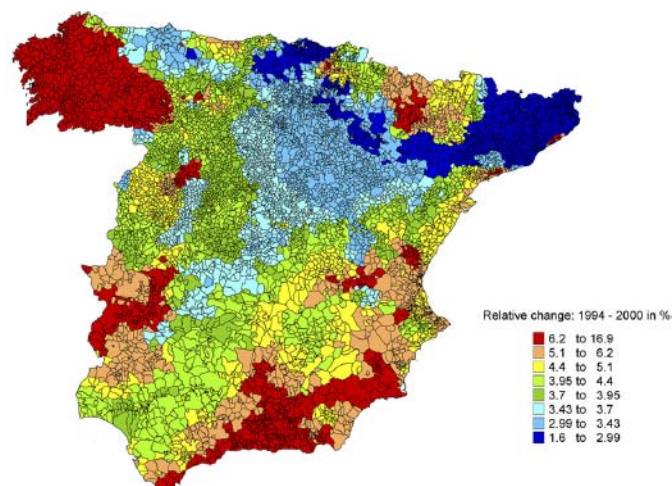 Relative change: 1994 - 2000 in %
6.2 to 16.9
5.1 to 6.2
4.4 to 5.1
3.95 to 4.4
3.7 to 3.95
3.43 to 3.7
2.99 to 3.43
1.6 to 2.99